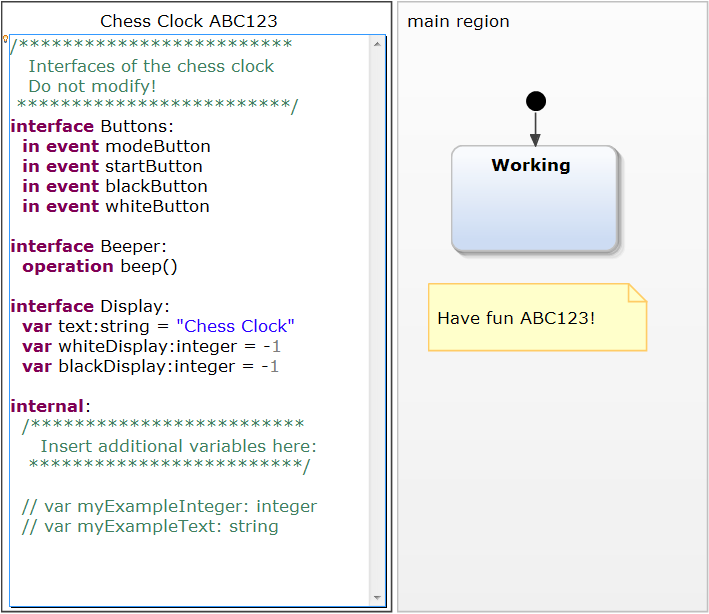 Chess Clock ABC123
/*************************
Interfaces of the chess clock
Do not modify!
*************************/
interface Buttons:
in event modeButton
in event startButton
in event blackButton
in event whiteButton
interface Beeper:
operation beep()
interface Display:
var text:string = "Chess Clock"
var whiteDisplay:integer = -1
var blackDisplay:integer = -1
internal:
/*************************
Insert additional variables here:
*************************/
// var myExampleInteger: integer
// var myExampleText: string
main region
Working
Have fun ABC123!